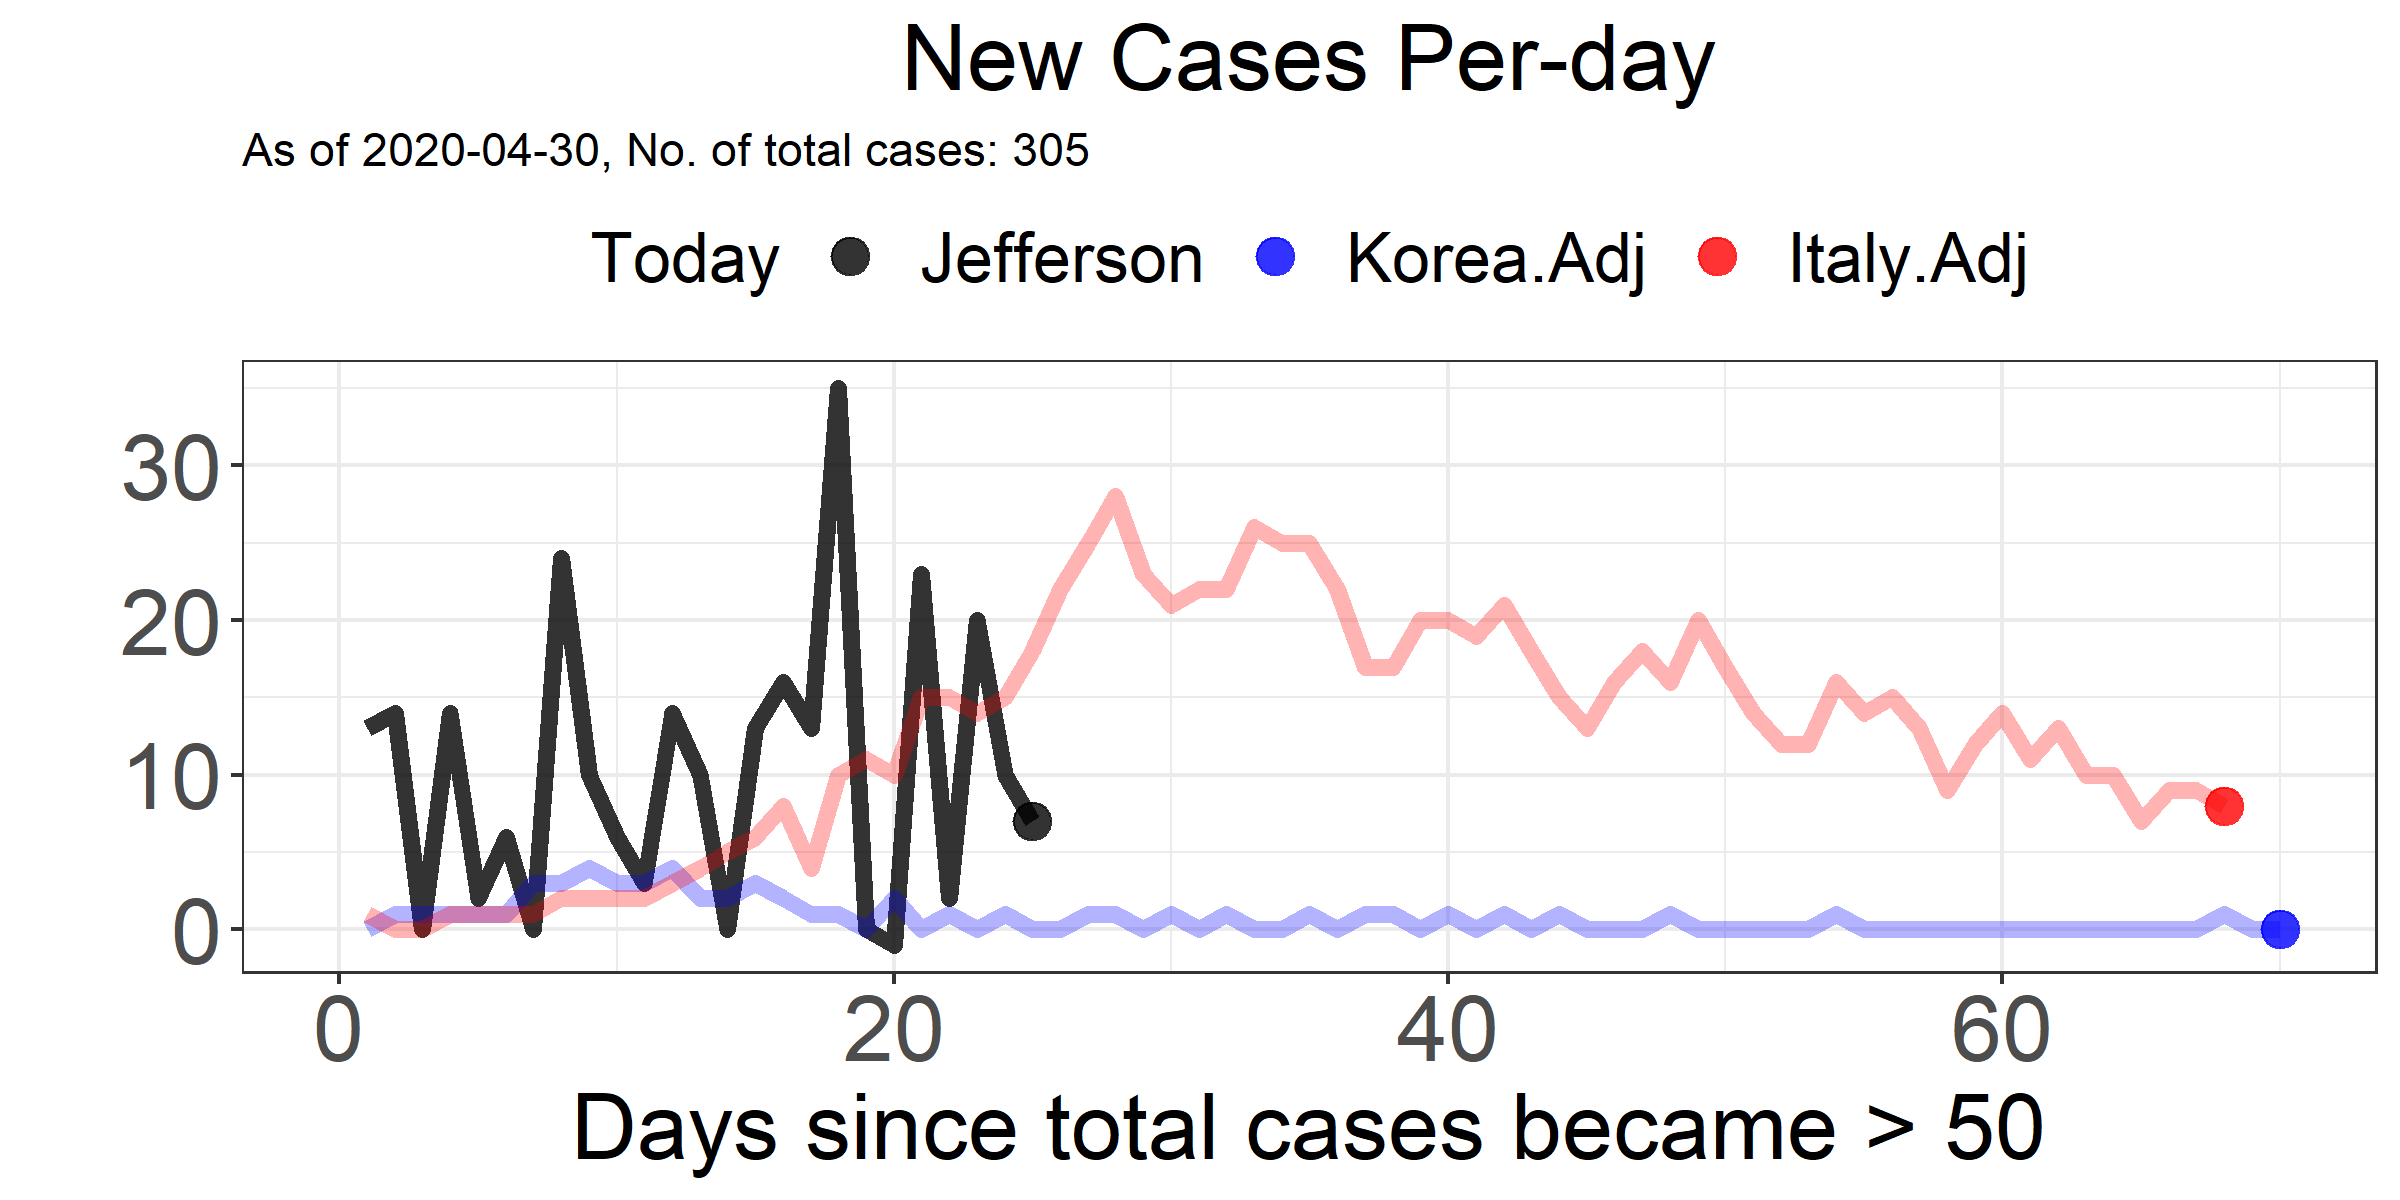 New Cases Per-day
As of 2020-04-30, No. of total cases: 305
Today Jefferson Korea.Adj Italy.Adj
30
20
10
0
0 20 40 60
Days since total cases became > 50